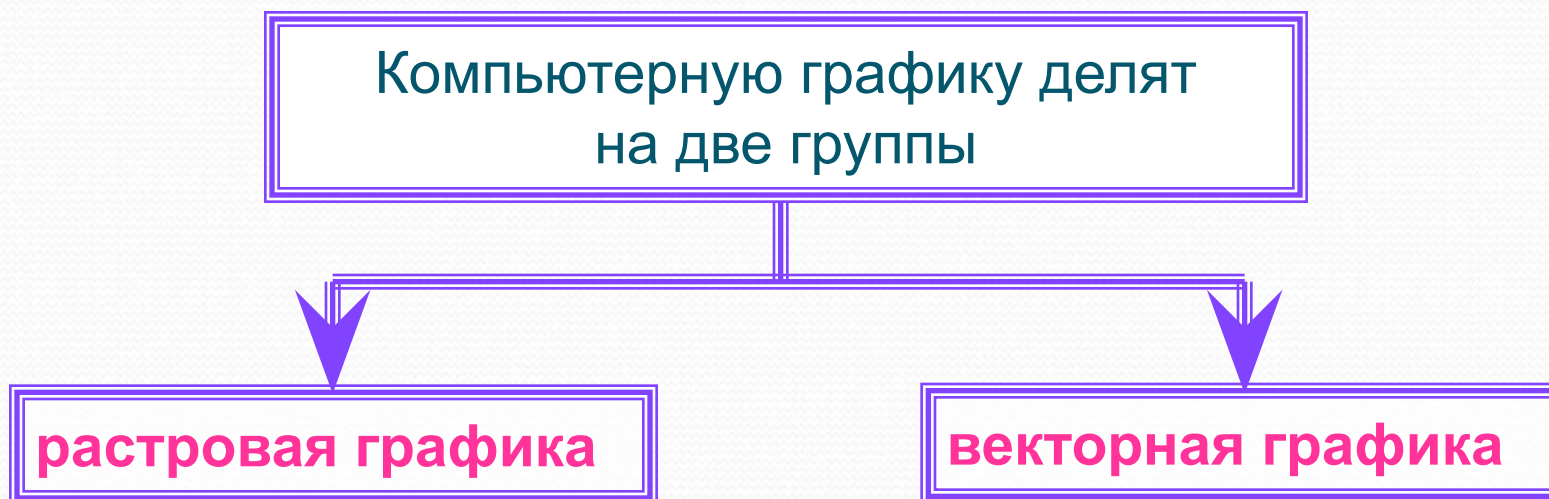 Компьютерную графику делят
на две группы
растровая графика
векторная графика